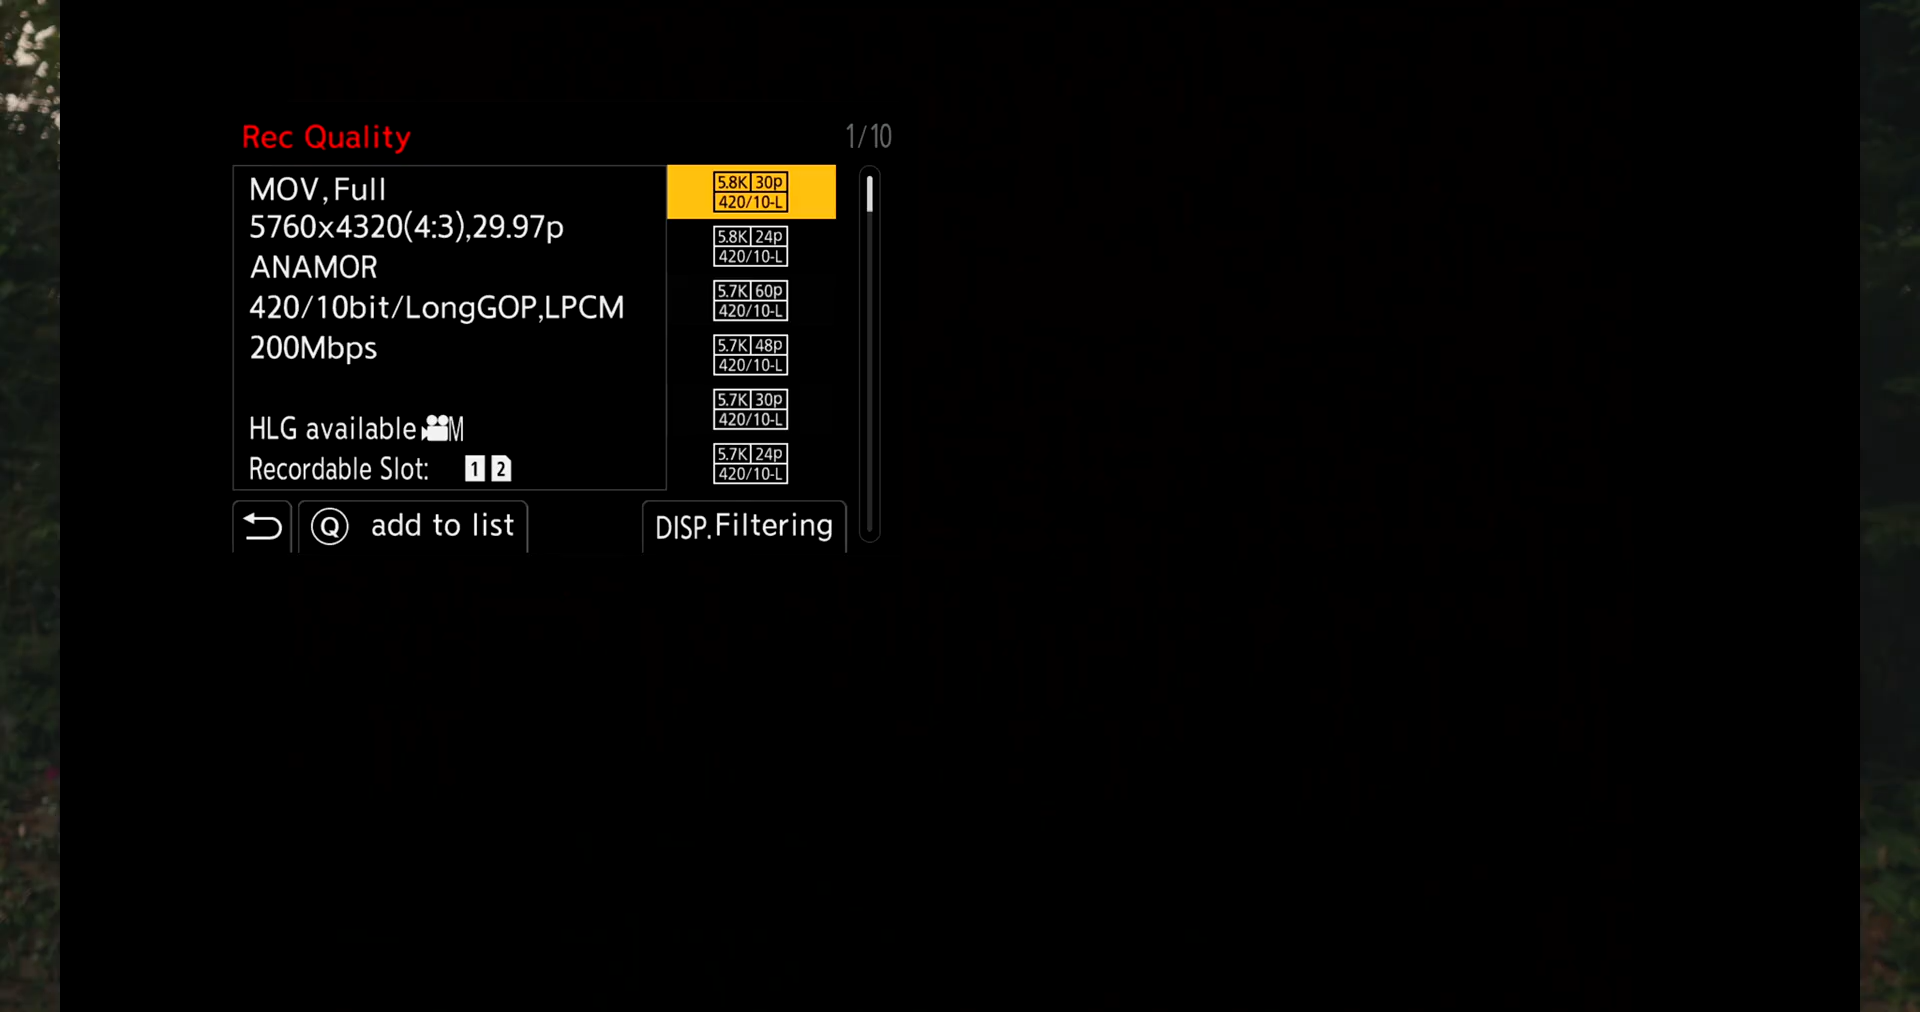 Rec Quality
1/10
MOV,Full
5760x4320(4:3),29.97p
ANAMOR
420/10bit/LongGOP,LPCM
200Mbps
HLG available M
Recordable Slot: 1 2
5.8K 30p
420/10-L
5.8K 24p
420/10-L
5.7K 60p
420/10-L
5.7K 48p
420/10-L
5.7K 30p
420/10-L
5.7K 24p
420/10-L
Q add to list
DISP.Filtering